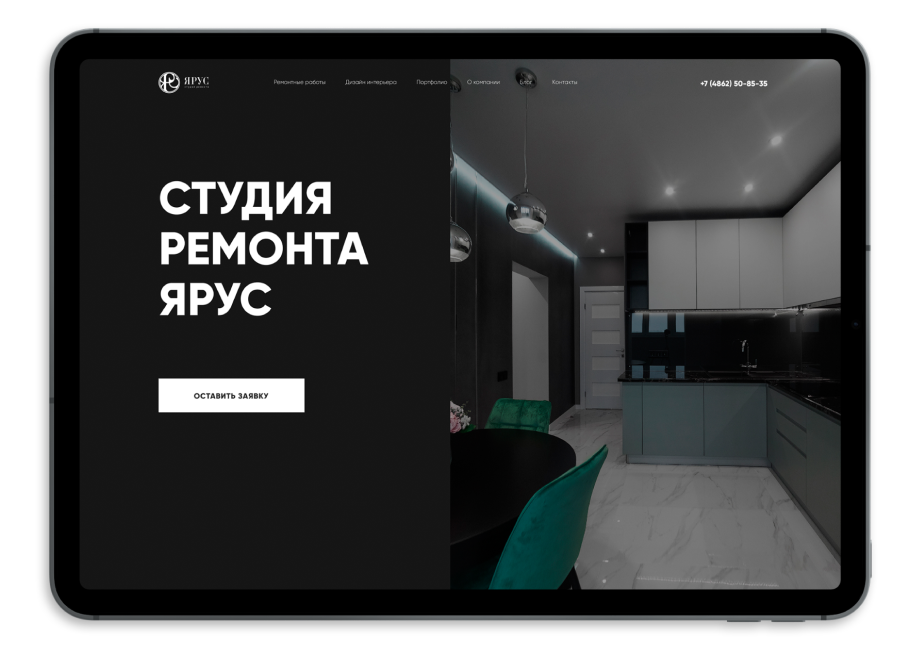 ЯРУС
Ремонтные работы Дизайн интерьера Портфолио О компании Блог Контакты +7 (4862) 50-85-35
СТУДИЯ
РЕМОНТА
ЯРУС
ОСТАВИТЬ ЗАЯВКУ